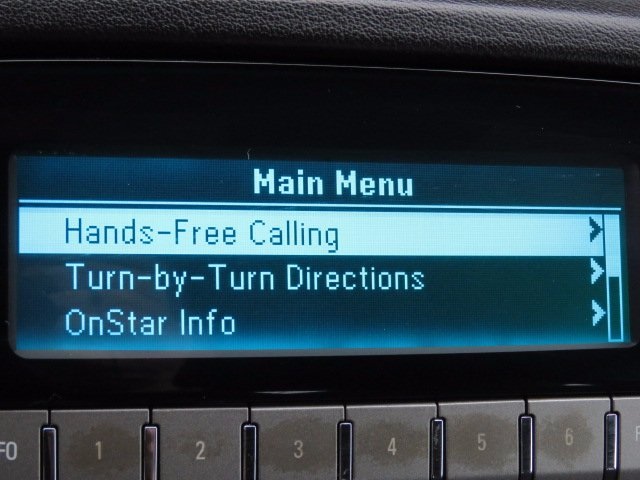 Main Menu
Hands-Free Calling
Turn-by-Turn Directions
OnStar Info
1 2 3 4 5 6